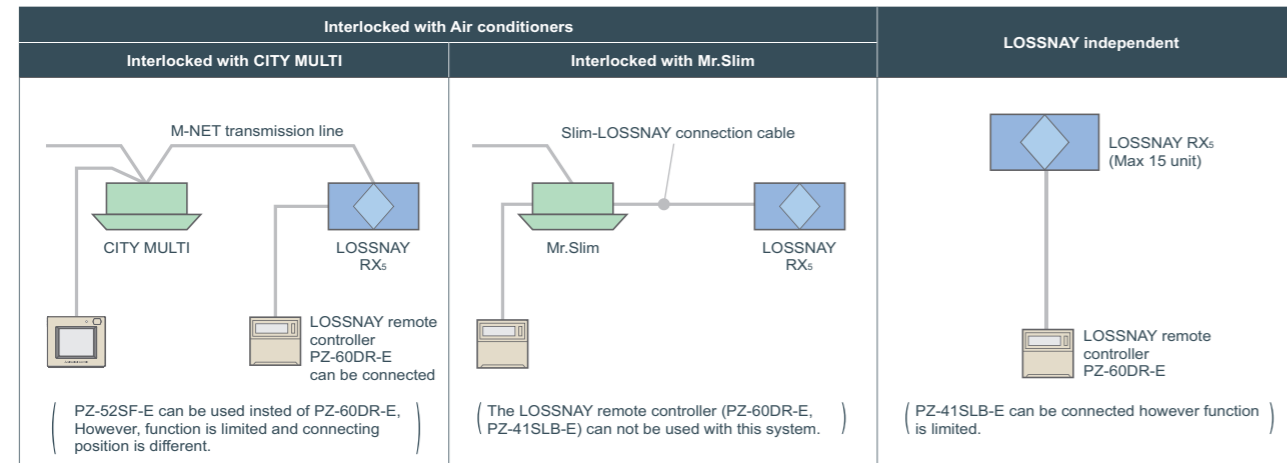 Interlocked with Air conditioners
LOSSNAY independent
Interlocked with CITY MULTI
Interlocked with Mr.Slim
M-NET transmission line
CITY MULTI
LOSSNAY
RX₅
LOSSNAY remote
controller
PZ-60DR-E
can be connected
PZ-52SF-E can be used insted of PZ-60DR-E,
However, function is limited and connecting
position is different.
Slim-LOSSNAY connection cable
Mr.Slim
LOSSNAY
RX₅
The LOSSNAY remote controller (PZ-60DR-E,
PZ-41SLB-E) can not be used with this system.
LOSSNAY RX₅
(Max 15 unit)
LOSSNAY remote
controller
PZ-60DR-E
PZ-41SLB-E can be connected however function
is limited.